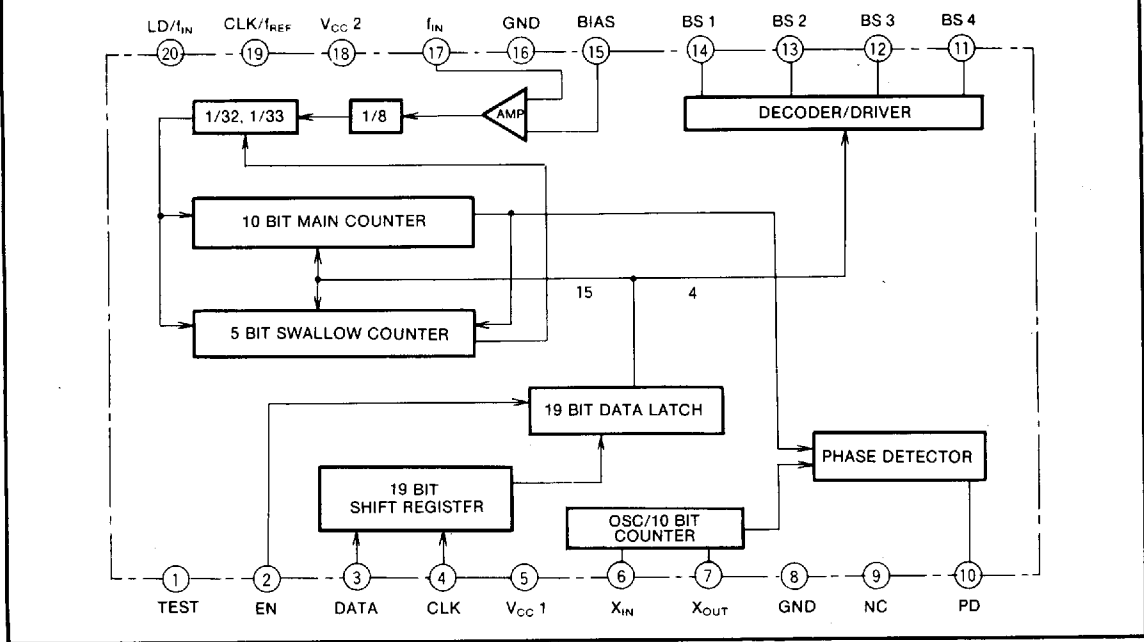 LD/fIN CLK/fREF VCC 2 fIN GND BIAS BS 1 BS 2 BS 3 BS 4
20 19 18 17 16 15 14 13 12 11
1/32, 1/33 1/8 AMP DECODER/DRIVER
10 BIT MAIN COUNTER
15 4
5 BIT SWALLOW COUNTER
19 BIT DATA LATCH
PHASE DETECTOR
19 BIT
SHIFT REGISTER
OSC/10 BIT
COUNTER
1 2 3 4 5 6 7 8 9 10
TEST EN DATA CLK VCC 1 XIN XOUT GND NC PD